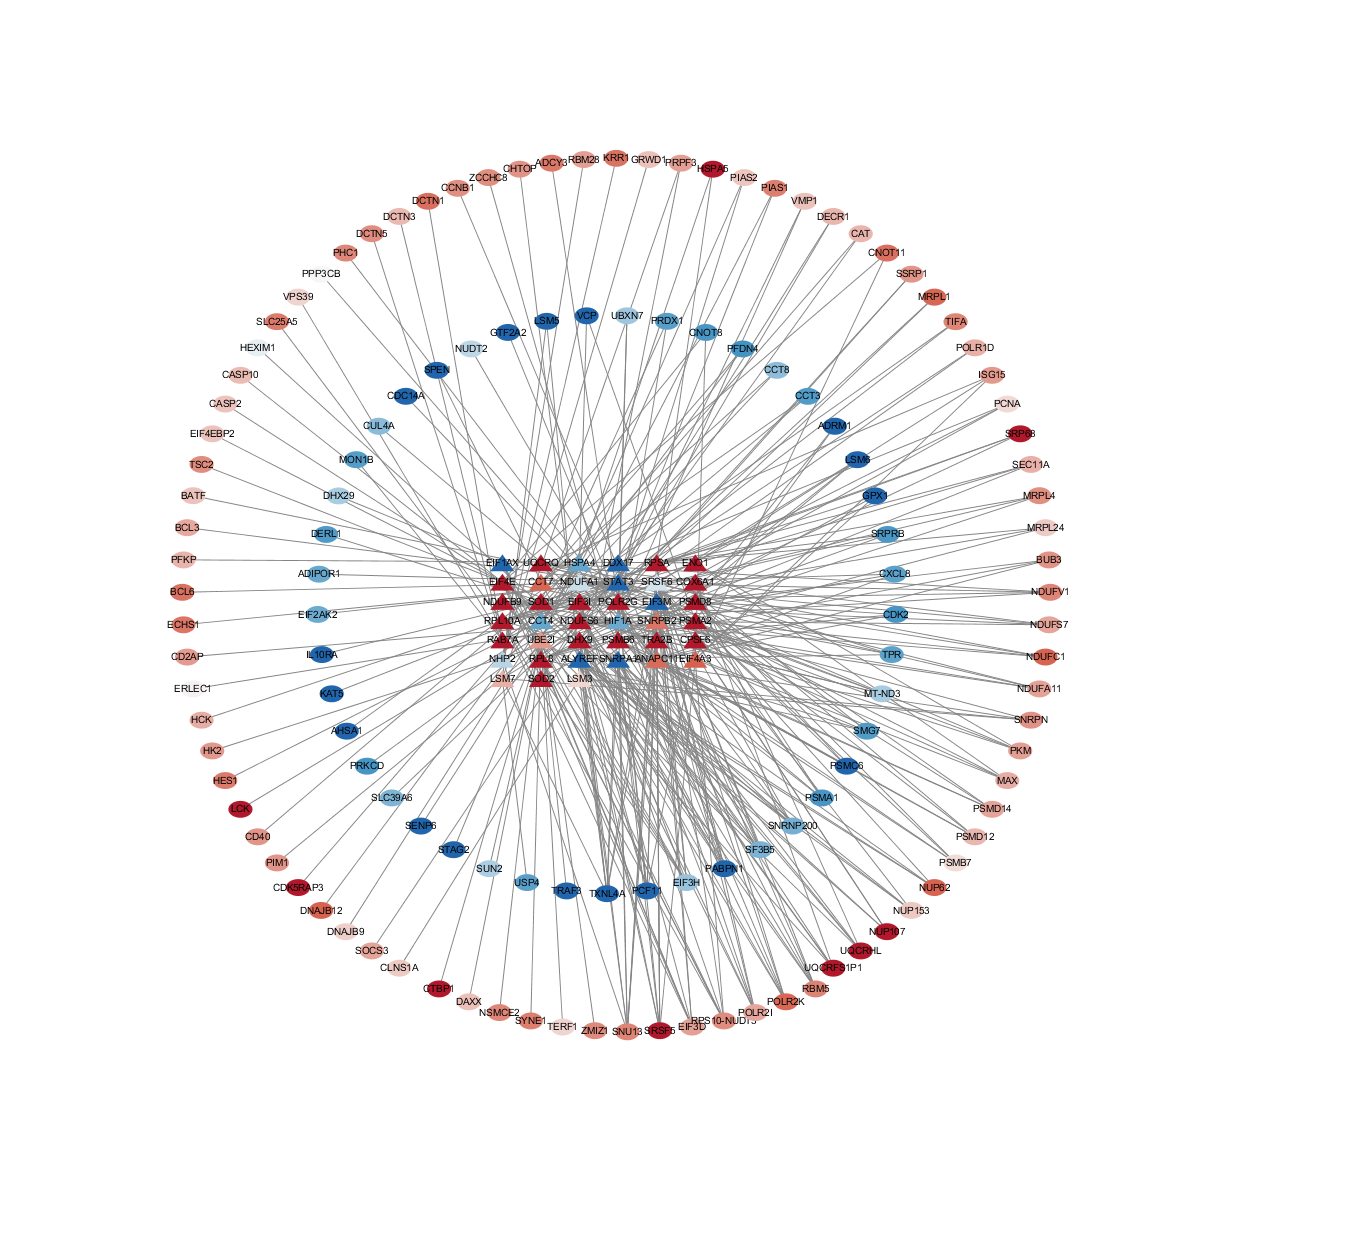 ADCY3
RBM28
KRR1
GRWD1
PRPF3
HSPA5
PIAS2
PIAS1
VMP1
DECR1
CAT
CNOT11
SSRP1
MRPL1
TIFA
POLR1D
ISG15
PCNA
SRP68
SEC11A
MRPL4
MRPL24
BUB3
NDUFV1
NDUFS7
NDUFC1
NDUFA11
SNRPN
PKM
MAX
PSMD14
PSMD12
PSMB7
NUP62
NUP153
NUP107
UQCRHL
UQCRFS1P1
RBM5
POLR2K
POLR2I
EIF3D
SRSF5
SNU13
ZMIZ1
TERF1
SYNE1
NSMCE2
DAXX
CTBP1
CLNS1A
SOCS3
DNAJB9
DNAJB12
CDK5RAP3
PIM1
CD40
LCK
HES1
HK2
HCK
ERLEC1
CD2AP
ECHS1
BCL6
PFKP
BCL3
BATF
TSC2
EIF4EBP2
CASP2
CASP10
HEXIM1
SLC25A5
VPS39
PPP3CB
PHC1
DCTN5
DCTN3
DCTN1
CCNB1
ZCCHC8
CHTOP
VCP
UBXN7
PRDX1
CNOT8
PFDN4
CCT8
CCT3
ADRM1
LSM6
GPX1
SRPRB
CXCL8
CDK2
TPR
MT-ND3
SMG7
PSMC6
PSMA1
SNRNP200
SF3B5
PABPN1
EIF3H
PCF11
TXNL4A
TRAF3
USP4
SUN2
STAG2
SENP6
SLC39A6
PRKCD
AHSA1
KAT5
IL10RA
EIF2AK2
ADIPOR1
DERL1
DHX29
MON1B
CUL4A
CDC14A
SPEN
NUDT2
GTF2A2
LSM5
EIF1AX UQCRQ HSPA4 DDX17 RPSA ENO1
EIF4E CCT7 NDUFA1 STAT3 SRSF6 COX6A1
NDUFB9 SOD1 EIF3I POLR2G EIF3M PSMD8
RPL10A CCT4 NDUFS6 HIF1A SNRPB2 PSMA2
RAB7A UBE2I DHX9 PSMB6 TRA2B CPSF6
NHP2 RPL8 ALYREF SNRPA1 ANAPC11 EIF4A3
LSM7 SOD2 LSM3